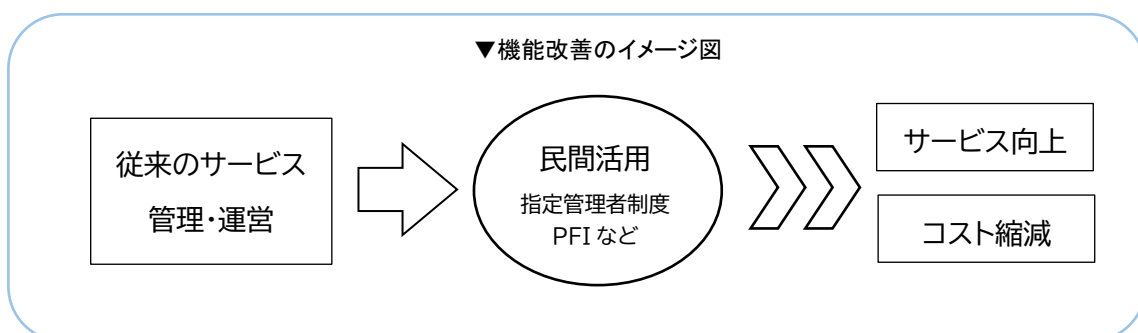 ▼機能改善のイメージ図
従来のサービス
管理・運営
民間活用
指定管理者制度
PFI など
サービス向上
コスト縮減